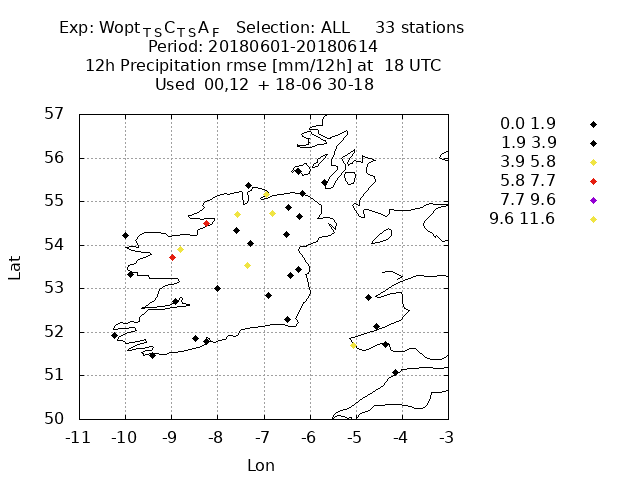 Exp: Wopt_TS C_TS A_F Selection: ALL 33 stations
Period: 20180601-20180614
12h Precipitation rmse [mm/12h] at 18 UTC
Used 00,12 + 18-06 30-18
57
56
55
54
53
52
51
50
-11 -10 -9 -8 -7 -6 -5 -4 -3
Lat
Lon
0.0 1.9
1.9 3.9
3.9 5.8
5.8 7.7
7.7 9.6
9.6 11.6